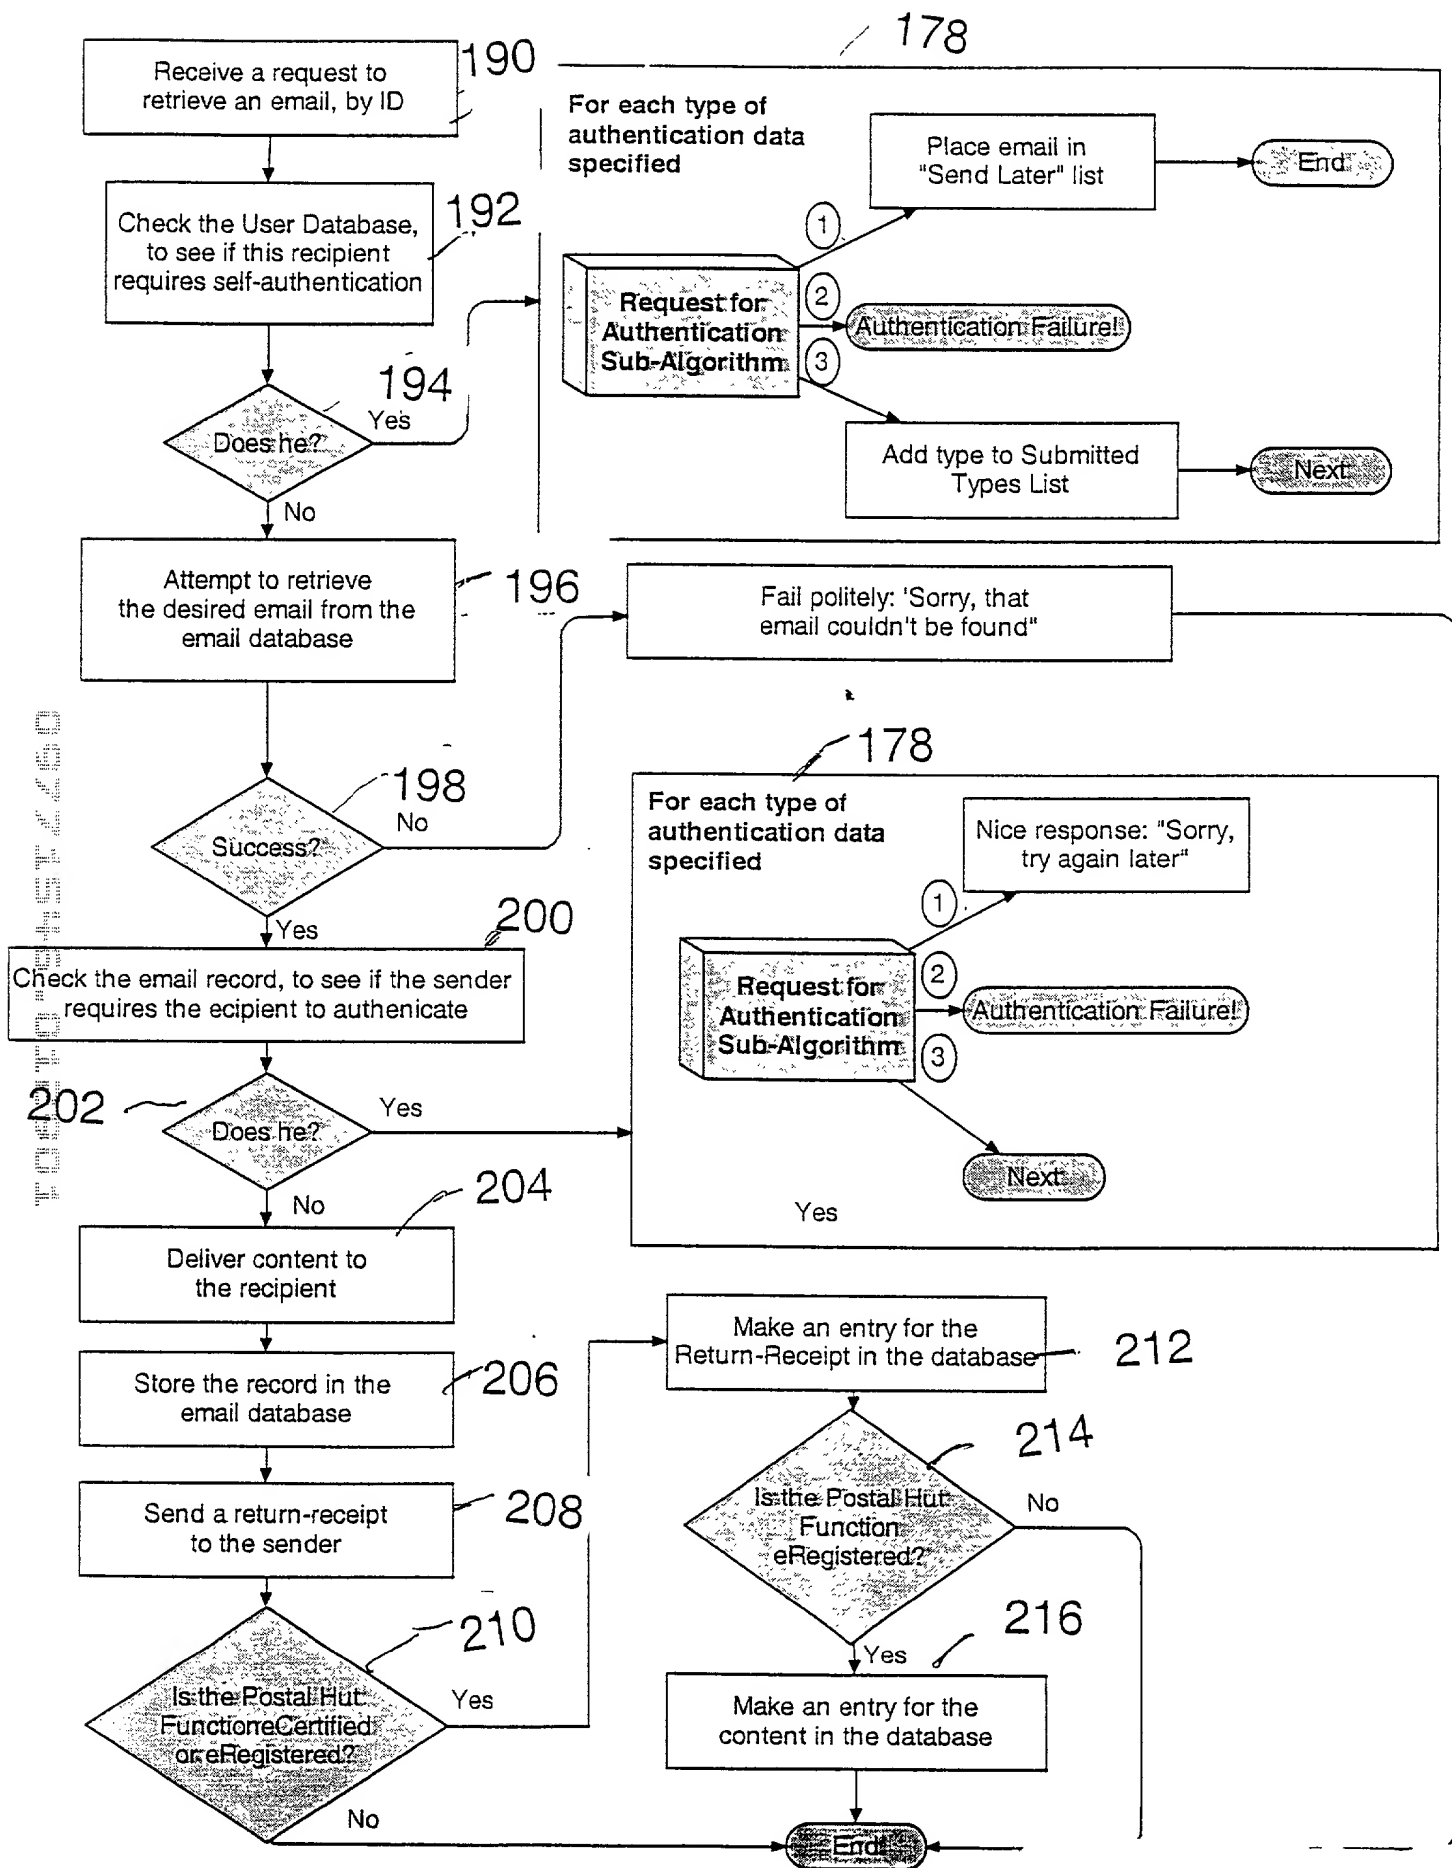 178
190
Receive a request to
retrieve an email, by ID
For each type of
authentication data
specified
Place email in
"Send Later" list
End
192
Check the User Database,
to see if this recipient
requires self-authentication
1
Request for
Authentication
Sub-Algorithm
2
Authentication Failure!
3
194
Does he?
Yes
No
Add type to Submitted
Types List
Next
Attempt to retrieve
the desired email from the
email database
196
Fail politely: 'Sorry, that
email couldn't be found"
178
198
Success?
No
Yes
For each type of
authentication data
specified
Nice response: "Sorry,
try again later"
1
200
Check the email record, to see if the sender
requires the ecipient to authenicate
Request for
Authentication
Sub-Algorithm
2
Authentication Failure!
3
202
Does he?
Yes
No
Next
Yes
204
Deliver content to
the recipient
Make an entry for the
Return-Receipt in the database
212
Store the record in the
email database
206
214
Is the Postal Hut
Function
eRegistered?
No
Yes
Send a return-receipt
to the sender
208
210
Is the Postal Hut
FunctioneCertified
or eRegistered?
Yes
No
216
Make an entry for the
content in the database
End